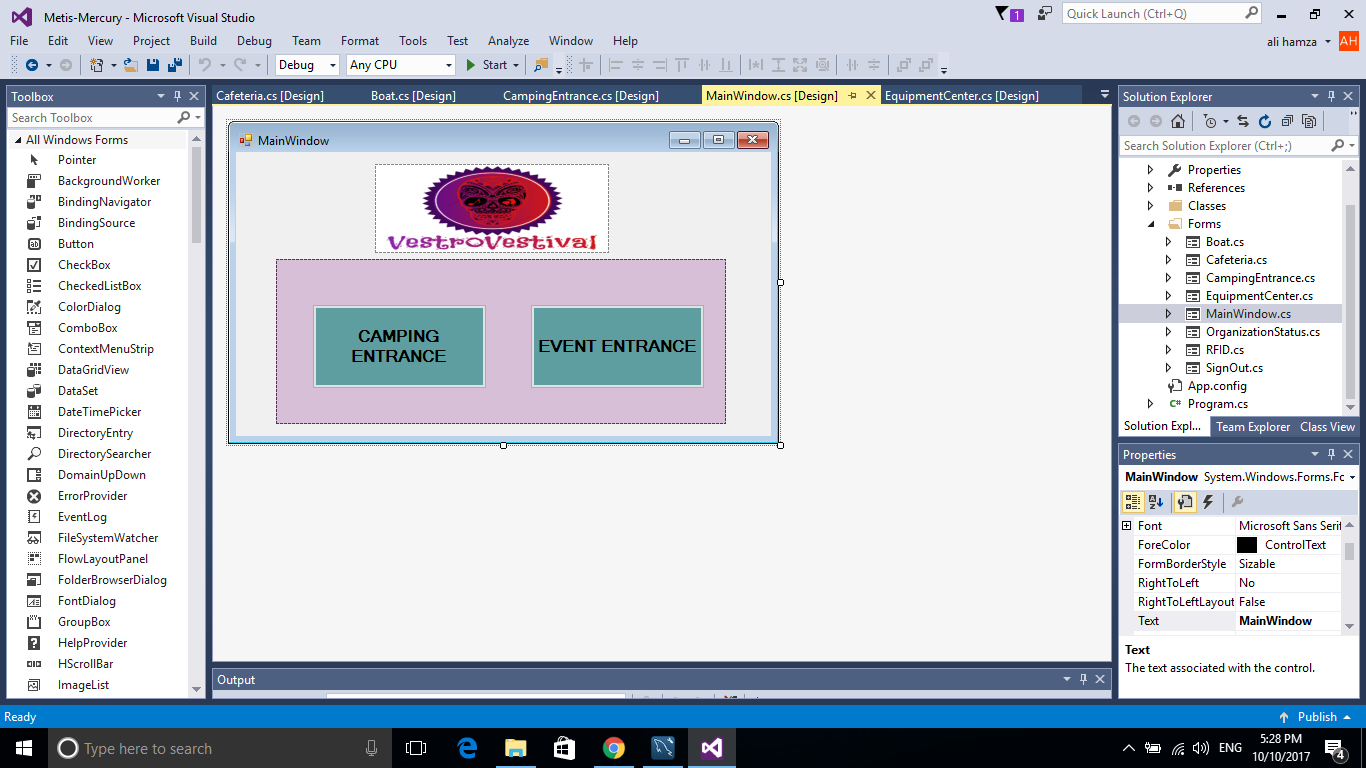 Metis-Mercury - Microsoft Visual Studio
1
Quick Launch (Ctrl+Q)
File Edit View Project Build Debug Team Format Tools Test Analyze Window Help
ali hamza
AH
Debug
Any CPU
Start
Toolbox
Search Toolbox
All Windows Forms
Pointer
BackgroundWorker
BindingNavigator
BindingSource
Button
CheckBox
CheckedListBox
ColorDialog
ComboBox
ContextMenuStrip
DataGridView
DataSet
DateTimePicker
DirectoryEntry
DirectorySearcher
DomainUpDown
ErrorProvider
EventLog
FileSystemWatcher
FlowLayoutPanel
FolderBrowserDialog
FontDialog
GroupBox
HelpProvider
HScrollBar
ImageList
Cafeteria.cs [Design]
Boat.cs [Design]
CampingEntrance.cs [Design]
MainWindow.cs [Design]
EquipmentCenter.cs [Design]
MainWindow
VestroVestival
CAMPING
ENTRANCE
EVENT ENTRANCE
Output
Solution Explorer
Search Solution Explorer (Ctrl+;)
Properties
References
Classes
Forms
Boat.cs
Cafeteria.cs
CampingEntrance.cs
EquipmentCenter.cs
MainWindow.cs
OrganizationStatus.cs
RFID.cs
SignOut.cs
App.config
C# Program.cs
Solution Expl... Team Explorer Class View
Properties
MainWindow System.Windows.Forms.Fc
Font Microsoft Sans Serif
ForeColor ControlText
FormBorderStyle Sizable
RightToLeft No
RightToLeftLayout False
Text MainWindow
Text
The text associated with the control.
Ready
Publish
Type here to search
ENG
5:28 PM
10/10/2017
4